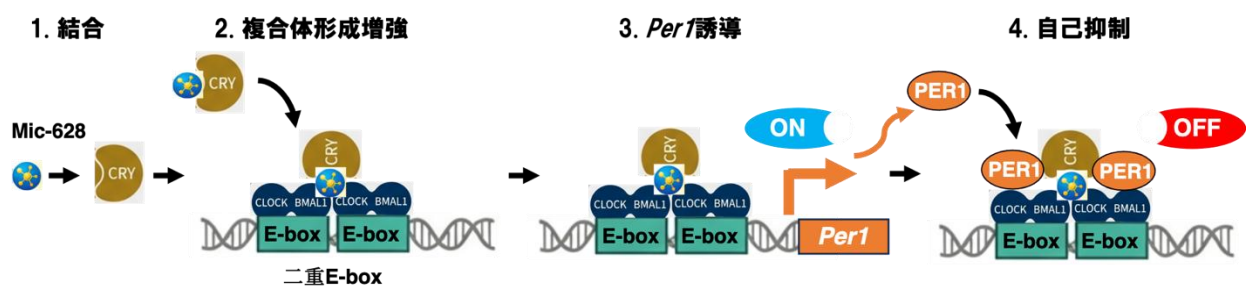 1. 結合
2. 複合体形成増強
3. Per1誘導
4. 自己抑制
Mic-628
CRY
CRY
CRY
CLOCK BMAL1 CLOCK BMAL1
E-box E-box
二重E-box
CRY
CLOCK BMAL1 CLOCK BMAL1
E-box E-box
Per1
ON
PER1
OFF
PER1 CRY PER1
CLOCK BMAL1 CLOCK BMAL1
E-box E-box